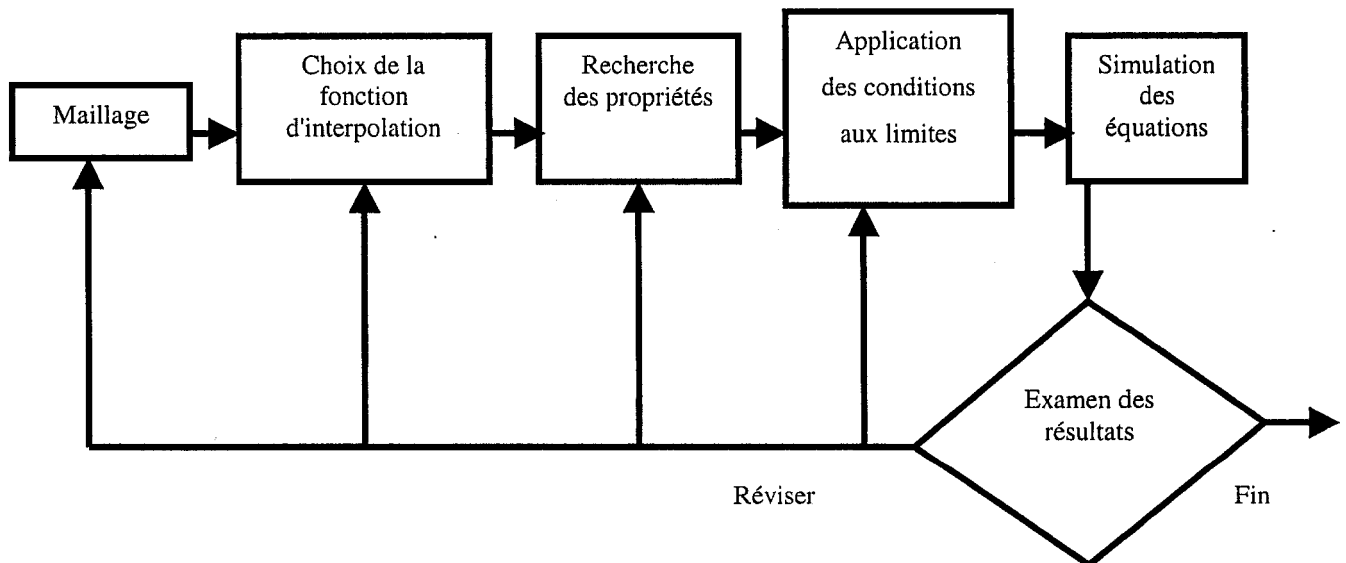 Maillage
Choix de la
fonction
d'interpolation
Recherche
des propriétés
Application
des conditions
aux limites
Simulation
des
équations
Examen des
résultats
Réviser
Fin